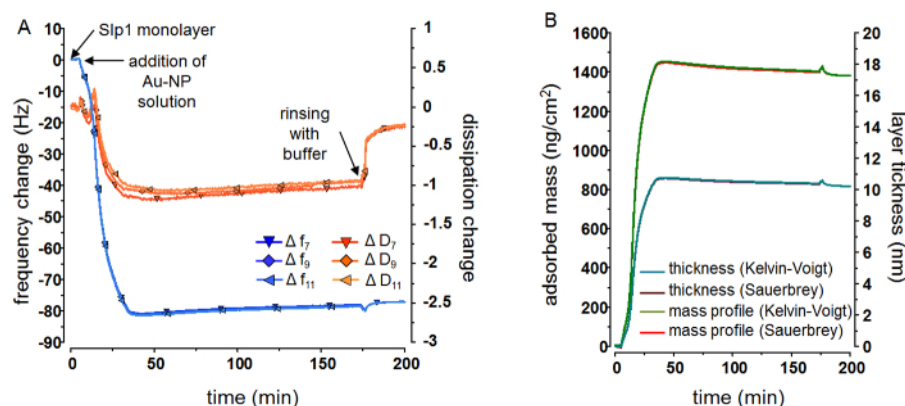 A
Slp1 monolayer
addition of
Au-NP
solution
rinsing
with
buffer
frequency change (Hz)
10
0
-10
-20
-30
-40
-50
-60
-70
-80
-90
dissipation change
1
0.5
0
-0.5
-1
-1.5
-2
-2.5
-3
Δ f7 Δ D7
Δ f9 Δ D9
Δ f11 Δ D11
0 50 100 150 200
time (min)
B
adsorbed mass (ng/cm²)
1600
1400
1200
1000
800
600
400
200
0
layer tickness (nm)
20
18
16
14
12
10
8
6
4
2
0
thickness (Kelvin-Voigt)
thickness (Sauerbrey)
mass profile (Kelvin-Voigt)
mass profile (Sauerbrey)
0 50 100 150 200
time (min)